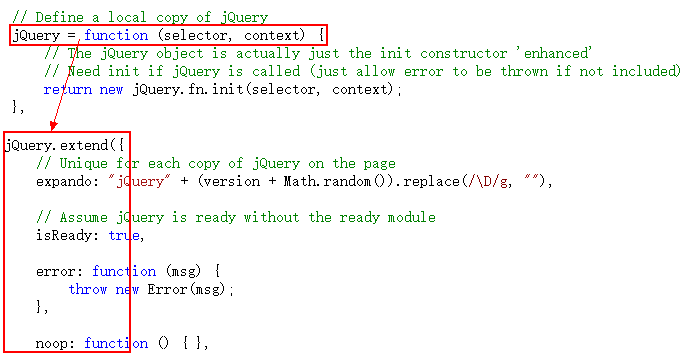 // Define a local copy of jQuery
jQuery = function (selector, context) {
// The jQuery object is actually just the init constructor 'enhanced'
// Need init if jQuery is called (just allow error to be thrown if not included)
return new jQuery.fn.init(selector, context);
},
jQuery.extend({
// Unique for each copy of jQuery on the page
expando: "jQuery" + (version + Math.random()).replace(/\D/g, ""),
// Assume jQuery is ready without the ready module
isReady: true,
error: function (msg) {
throw new Error(msg);
},
noop: function () { },